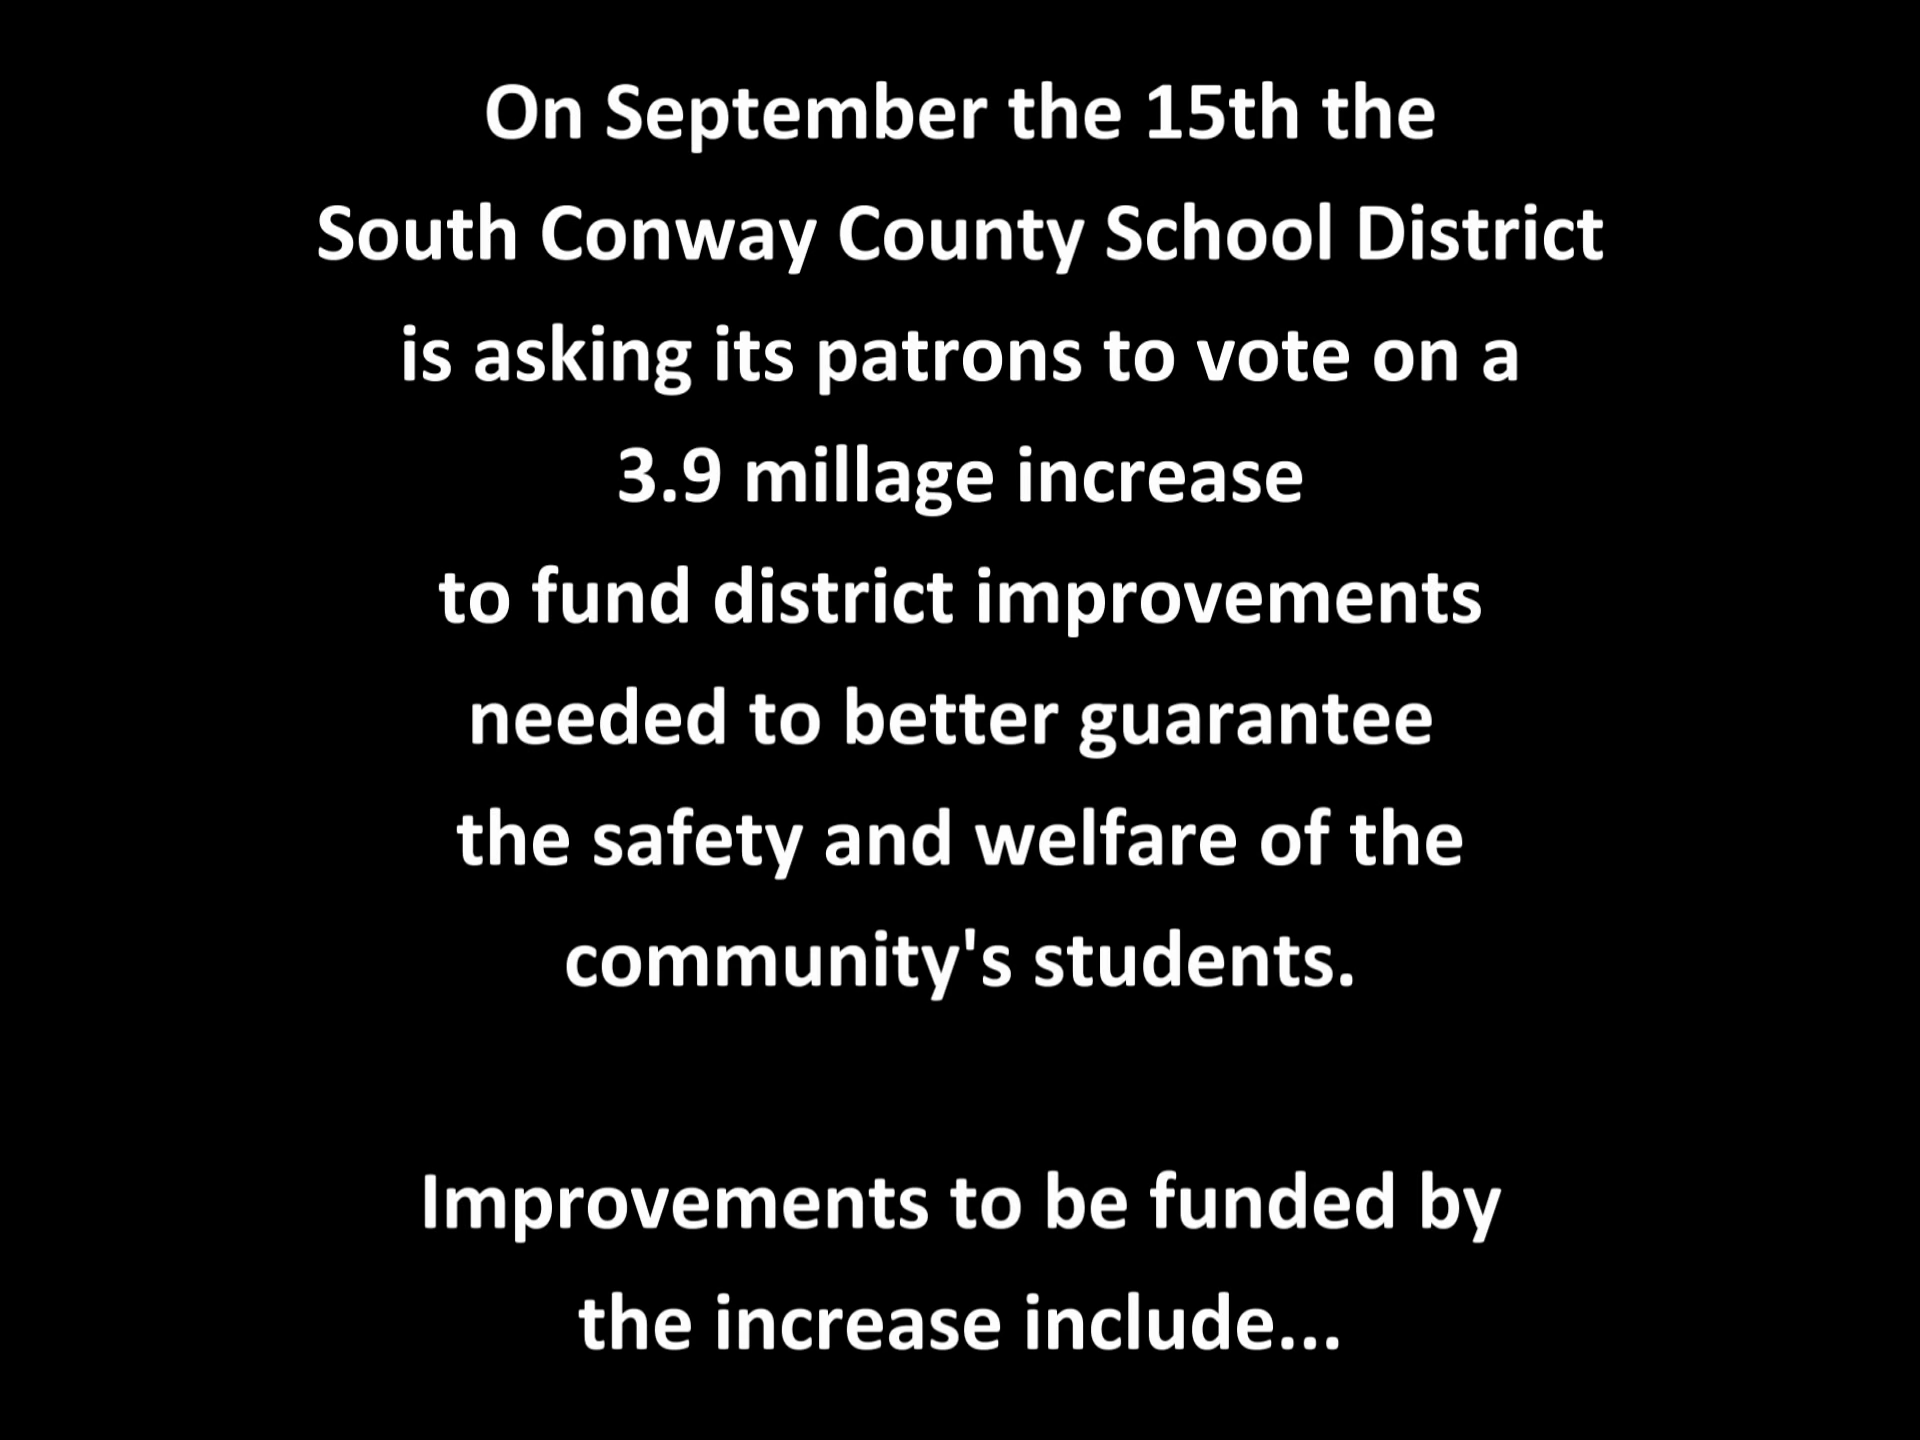 On September the 15th the
South Conway County School District
is asking its patrons to vote on a
3.9 millage increase
to fund district improvements
needed to better guarantee
the safety and welfare of the
community's students.
Improvements to be funded by
the increase include...